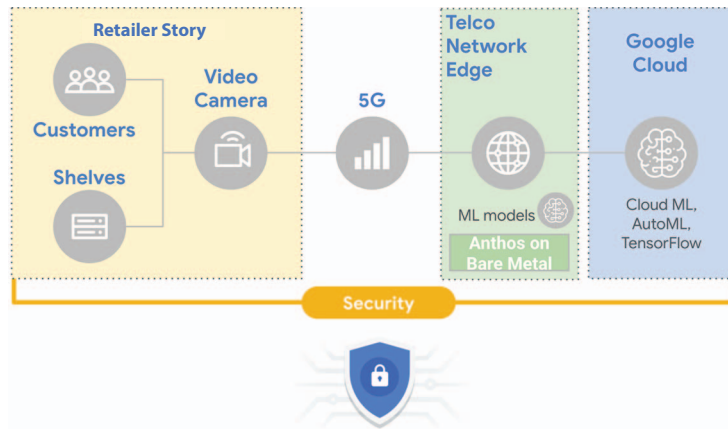 Retailer Story
Customers
Shelves
Video
Camera
5G
Telco
Network
Edge
ML models
Anthos on
Bare Metal
Google
Cloud
Cloud ML,
AutoML,
TensorFlow
Security